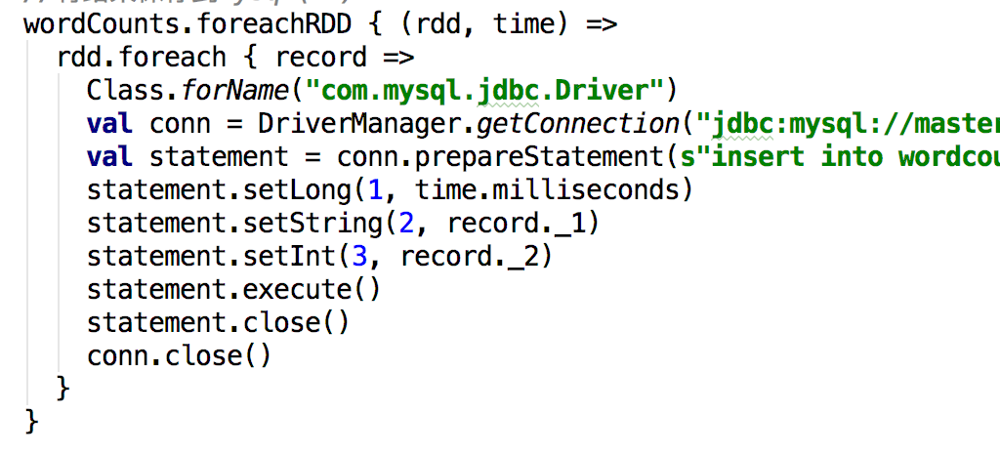 wordCounts.foreachRDD { (rdd, time) =>
  rdd.foreach { record =>
    Class.forName("com.mysql.jdbc.Driver")
    val conn = DriverManager.getConnection("jdbc:mysql://master
    val statement = conn.prepareStatement(s"insert into wordcou
    statement.setLong(1, time.milliseconds)
    statement.setString(2, record._1)
    statement.setInt(3, record._2)
    statement.execute()
    statement.close()
    conn.close()
  }
}